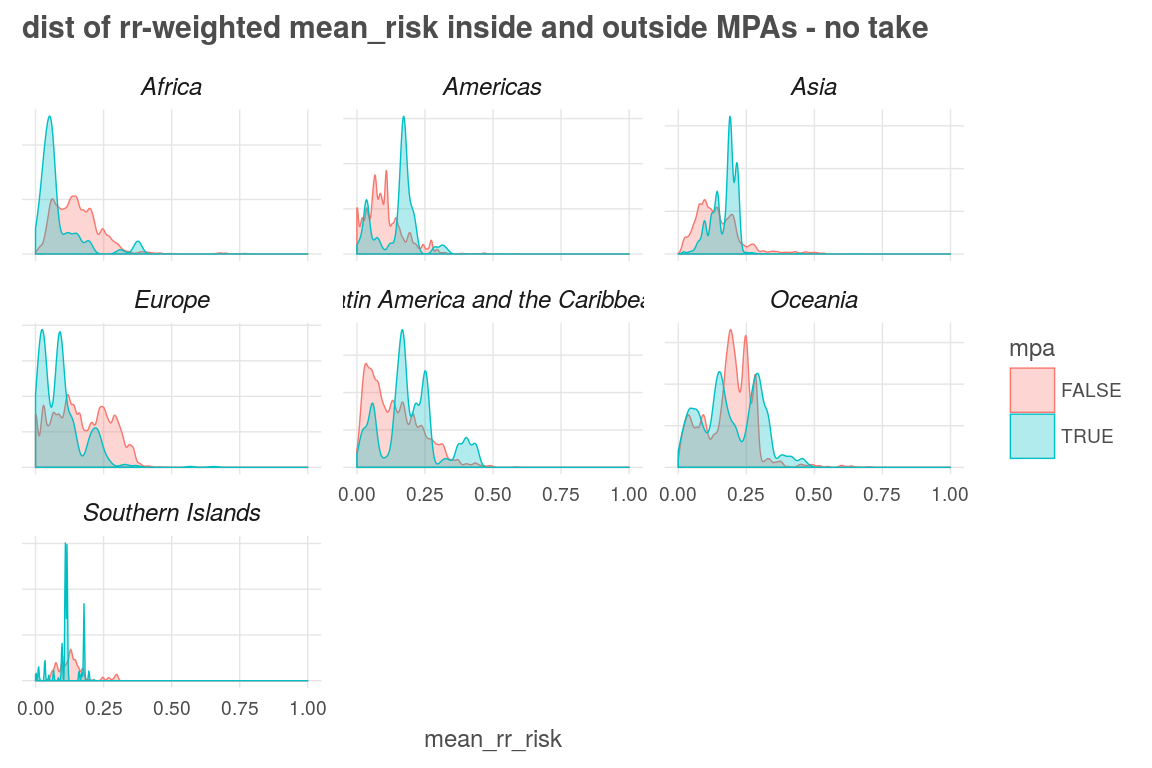 dist of rr-weighted mean_risk inside and outside MPAs - no take
Africa
Americas
Asia
Europe
tin America and the Caribbea
Oceania
mpa
FALSE
TRUE
0.00 0.25 0.50 0.75 1.00 0.00 0.25 0.50 0.75 1.00
Southern Islands
0.00 0.25 0.50 0.75 1.00
mean_rr_risk